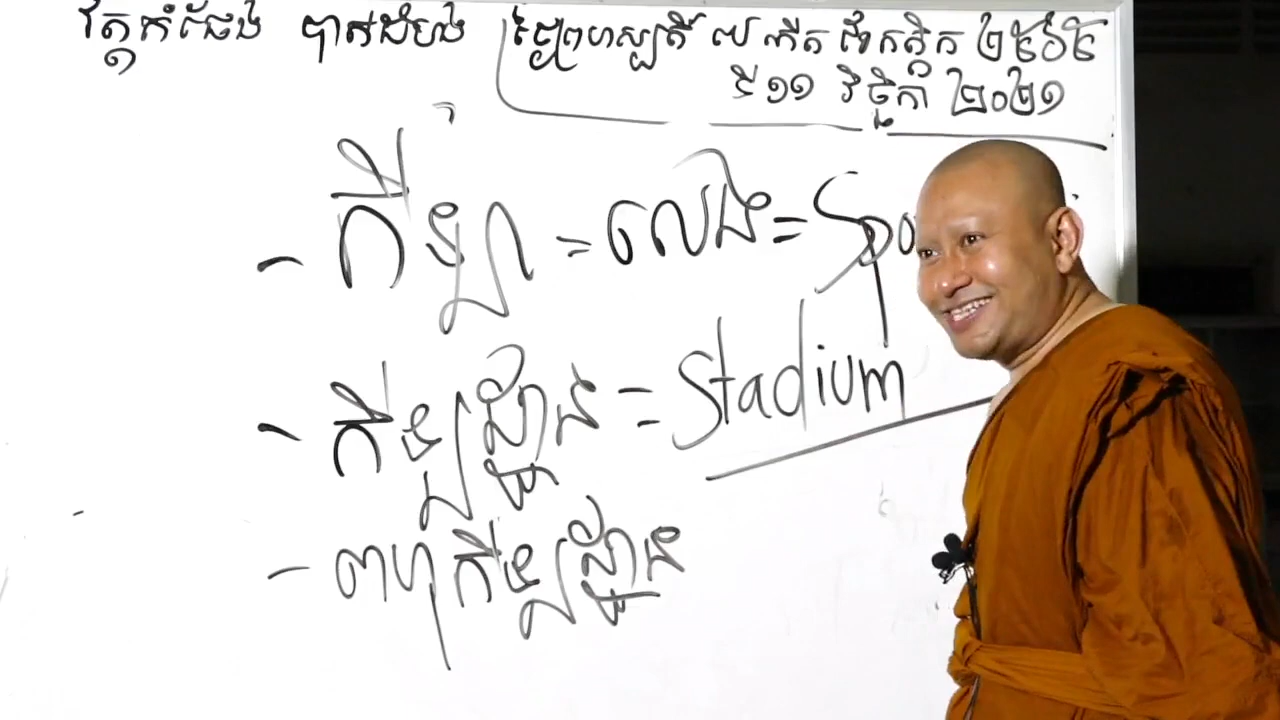 វត្តកំផែង បាត់ដំបង ថ្ងៃព្រហស្បតិ៍ ៧ កើត ខែកត្តិក ២៥៦៥
ទី ១១ វិច្ឆិកា ២០២១
- កីឡា = លេង = Spo
- កីឡដ្ឋាន = Stadium
- ពហុកីឡដ្ឋាន